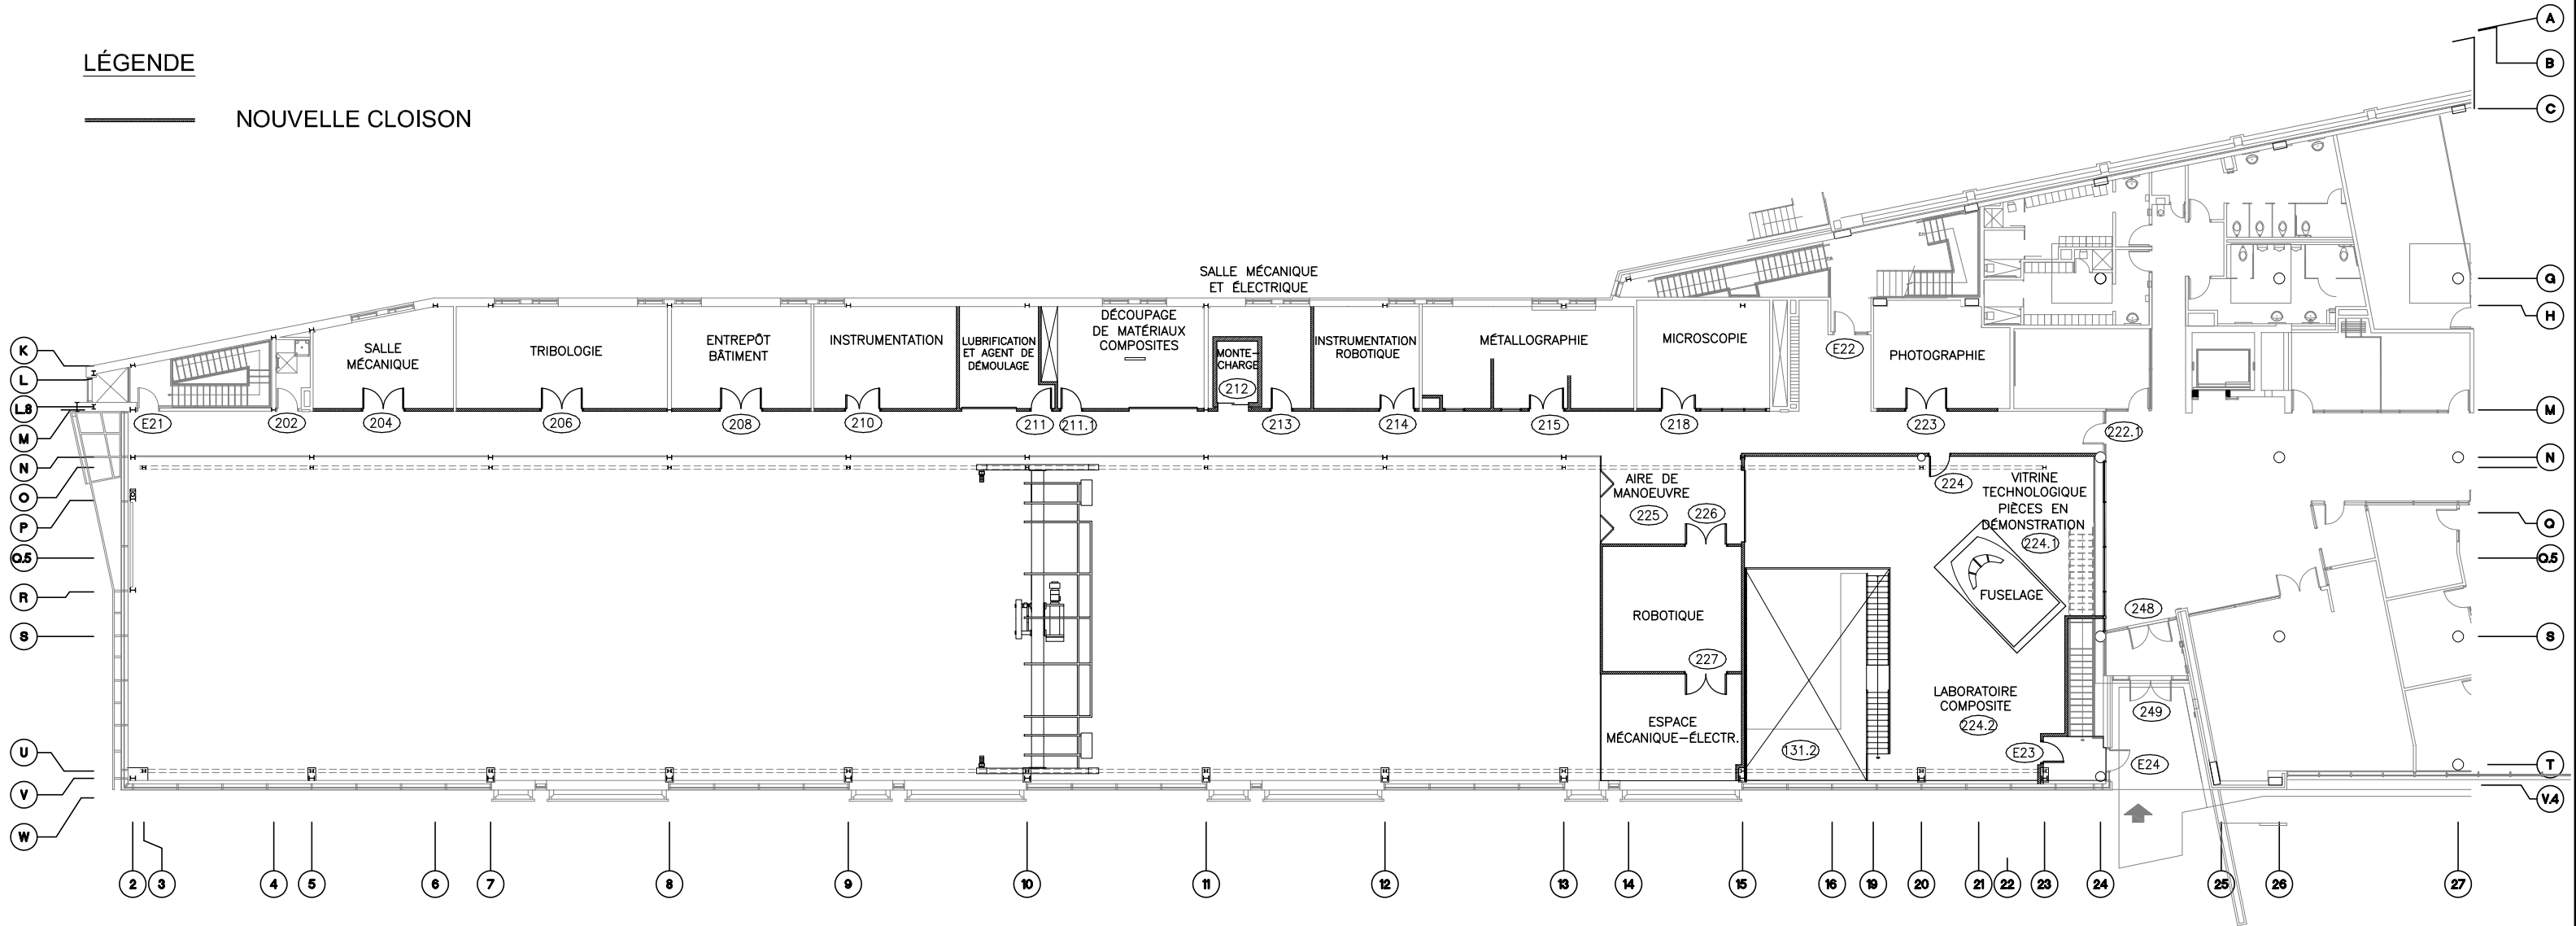 LÉGENDE
NOUVELLE CLOISON
A
B
C
G
H
M
N
Q
Q.5
S
T
V.4
K
L
L.8
M
N
O
P
Q.5
R
S
U
V
W
SALLE MÉCANIQUE
ET ÉLECTRIQUE
SALLE
MÉCANIQUE
TRIBOLOGIE
ENTREPÔT
BÂTIMENT
INSTRUMENTATION
LUBRIFICATION
ET AGENT DE
DÉMOULAGE
DÉCOUPAGE
DE MATÉRIAUX
COMPOSITES
MONTE-
CHARGE
212
INSTRUMENTATION
ROBOTIQUE
MÉTALLOGRAPHIE
MICROSCOPIE
E22
PHOTOGRAPHIE
E21
202
204
206
208
210
211
211.1
213
214
215
218
223
222.1
AIRE DE
MANOEUVRE
225
226
224
VITRINE
TECHNOLOGIQUE
PIÈCES EN
DÉMONSTRATION
224.1
FUSELAGE
ROBOTIQUE
227
248
ESPACE
MÉCANIQUE-ÉLECTR.
131.2
LABORATOIRE
COMPOSITE
224.2
E23
249
E24
2
3
4
5
6
7
8
9
10
11
12
13
14
15
16
19
20
21
22
23
24
25
26
27